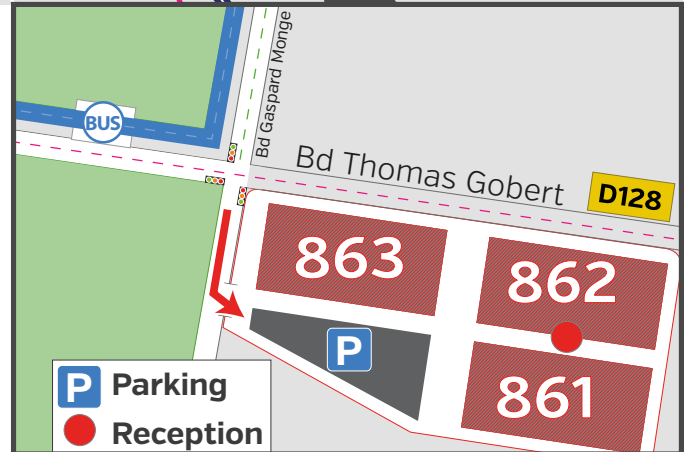 Bd Gaspard Monge
BUS
Bd Thomas Gobert
D128
863
862
P
861
P Parking
Reception